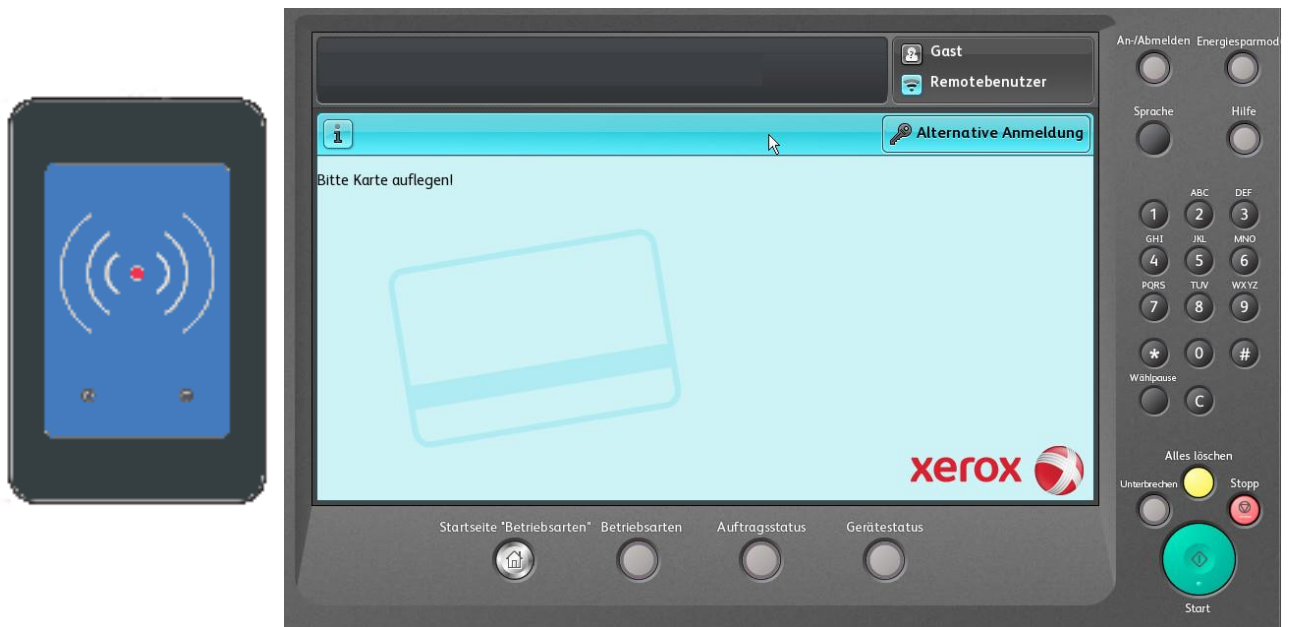 Gast
Remotebenutzer
i
Alternative Anmeldung
Bitte Karte auflegen!
xerox
Startseite "Betriebsarten" Betriebsarten Auftragsstatus Gerätestatus
An-/Abmelden Energiesparmod
Sprache Hilfe
ABC DEF
1 2 3
GHI JKL MNO
4 5 6
PQRS TUV WXYZ
7 8 9
* 0 #
Wählpause
C
Alles löschen
Unterbrechen Stopp
Start